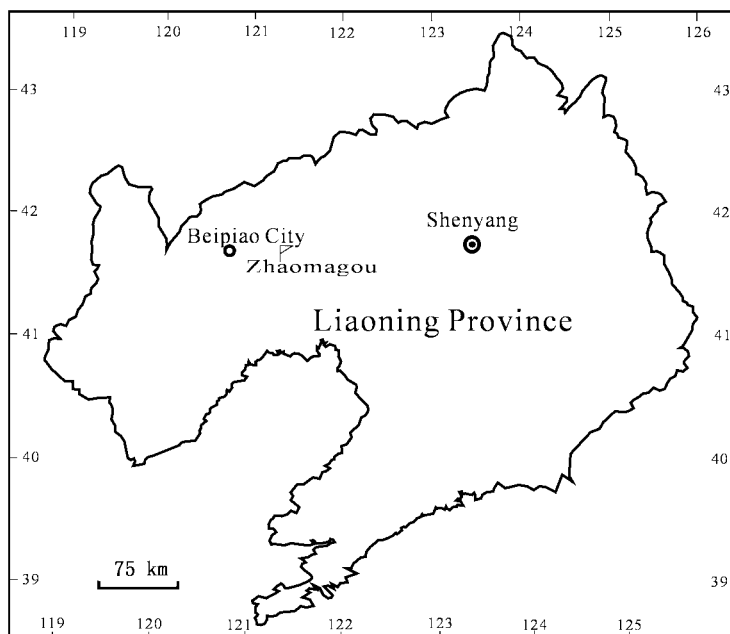 119 120 121 122 123 124 125 126
43 43
42 42
Shenyang
Beipiao City
Zhaomagou
Liaoning Province
41 41
40 40
75 km
39 39
119 120 121 122 123 124 125